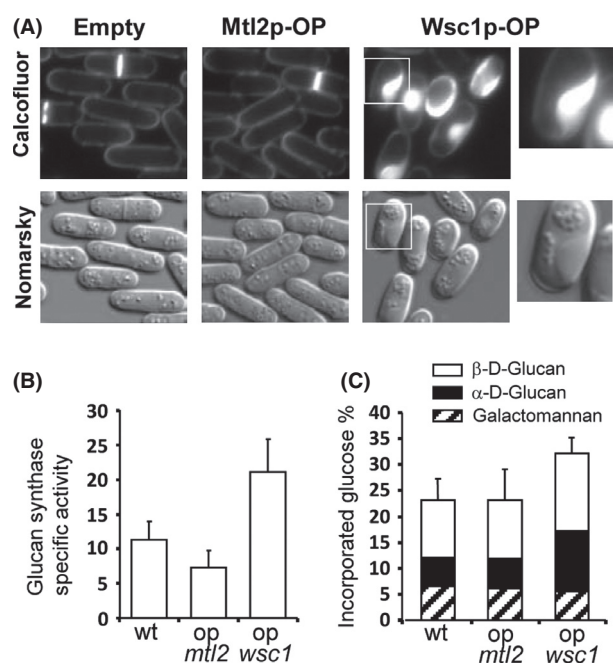 (A)
Empty
Mtl2p-OP
Wsc1p-OP
Calcofluor
Nomarsky
(B)
Glucan synthase
specific activity
30
25
20
15
10
5
0
wt
op
mtl2
op
wsc1
(C)
β-D-Glucan
α-D-Glucan
Galactomannan
Incorporated glucose %
40
35
30
25
20
15
10
5
0
wt
op
mtl2
op
wsc1